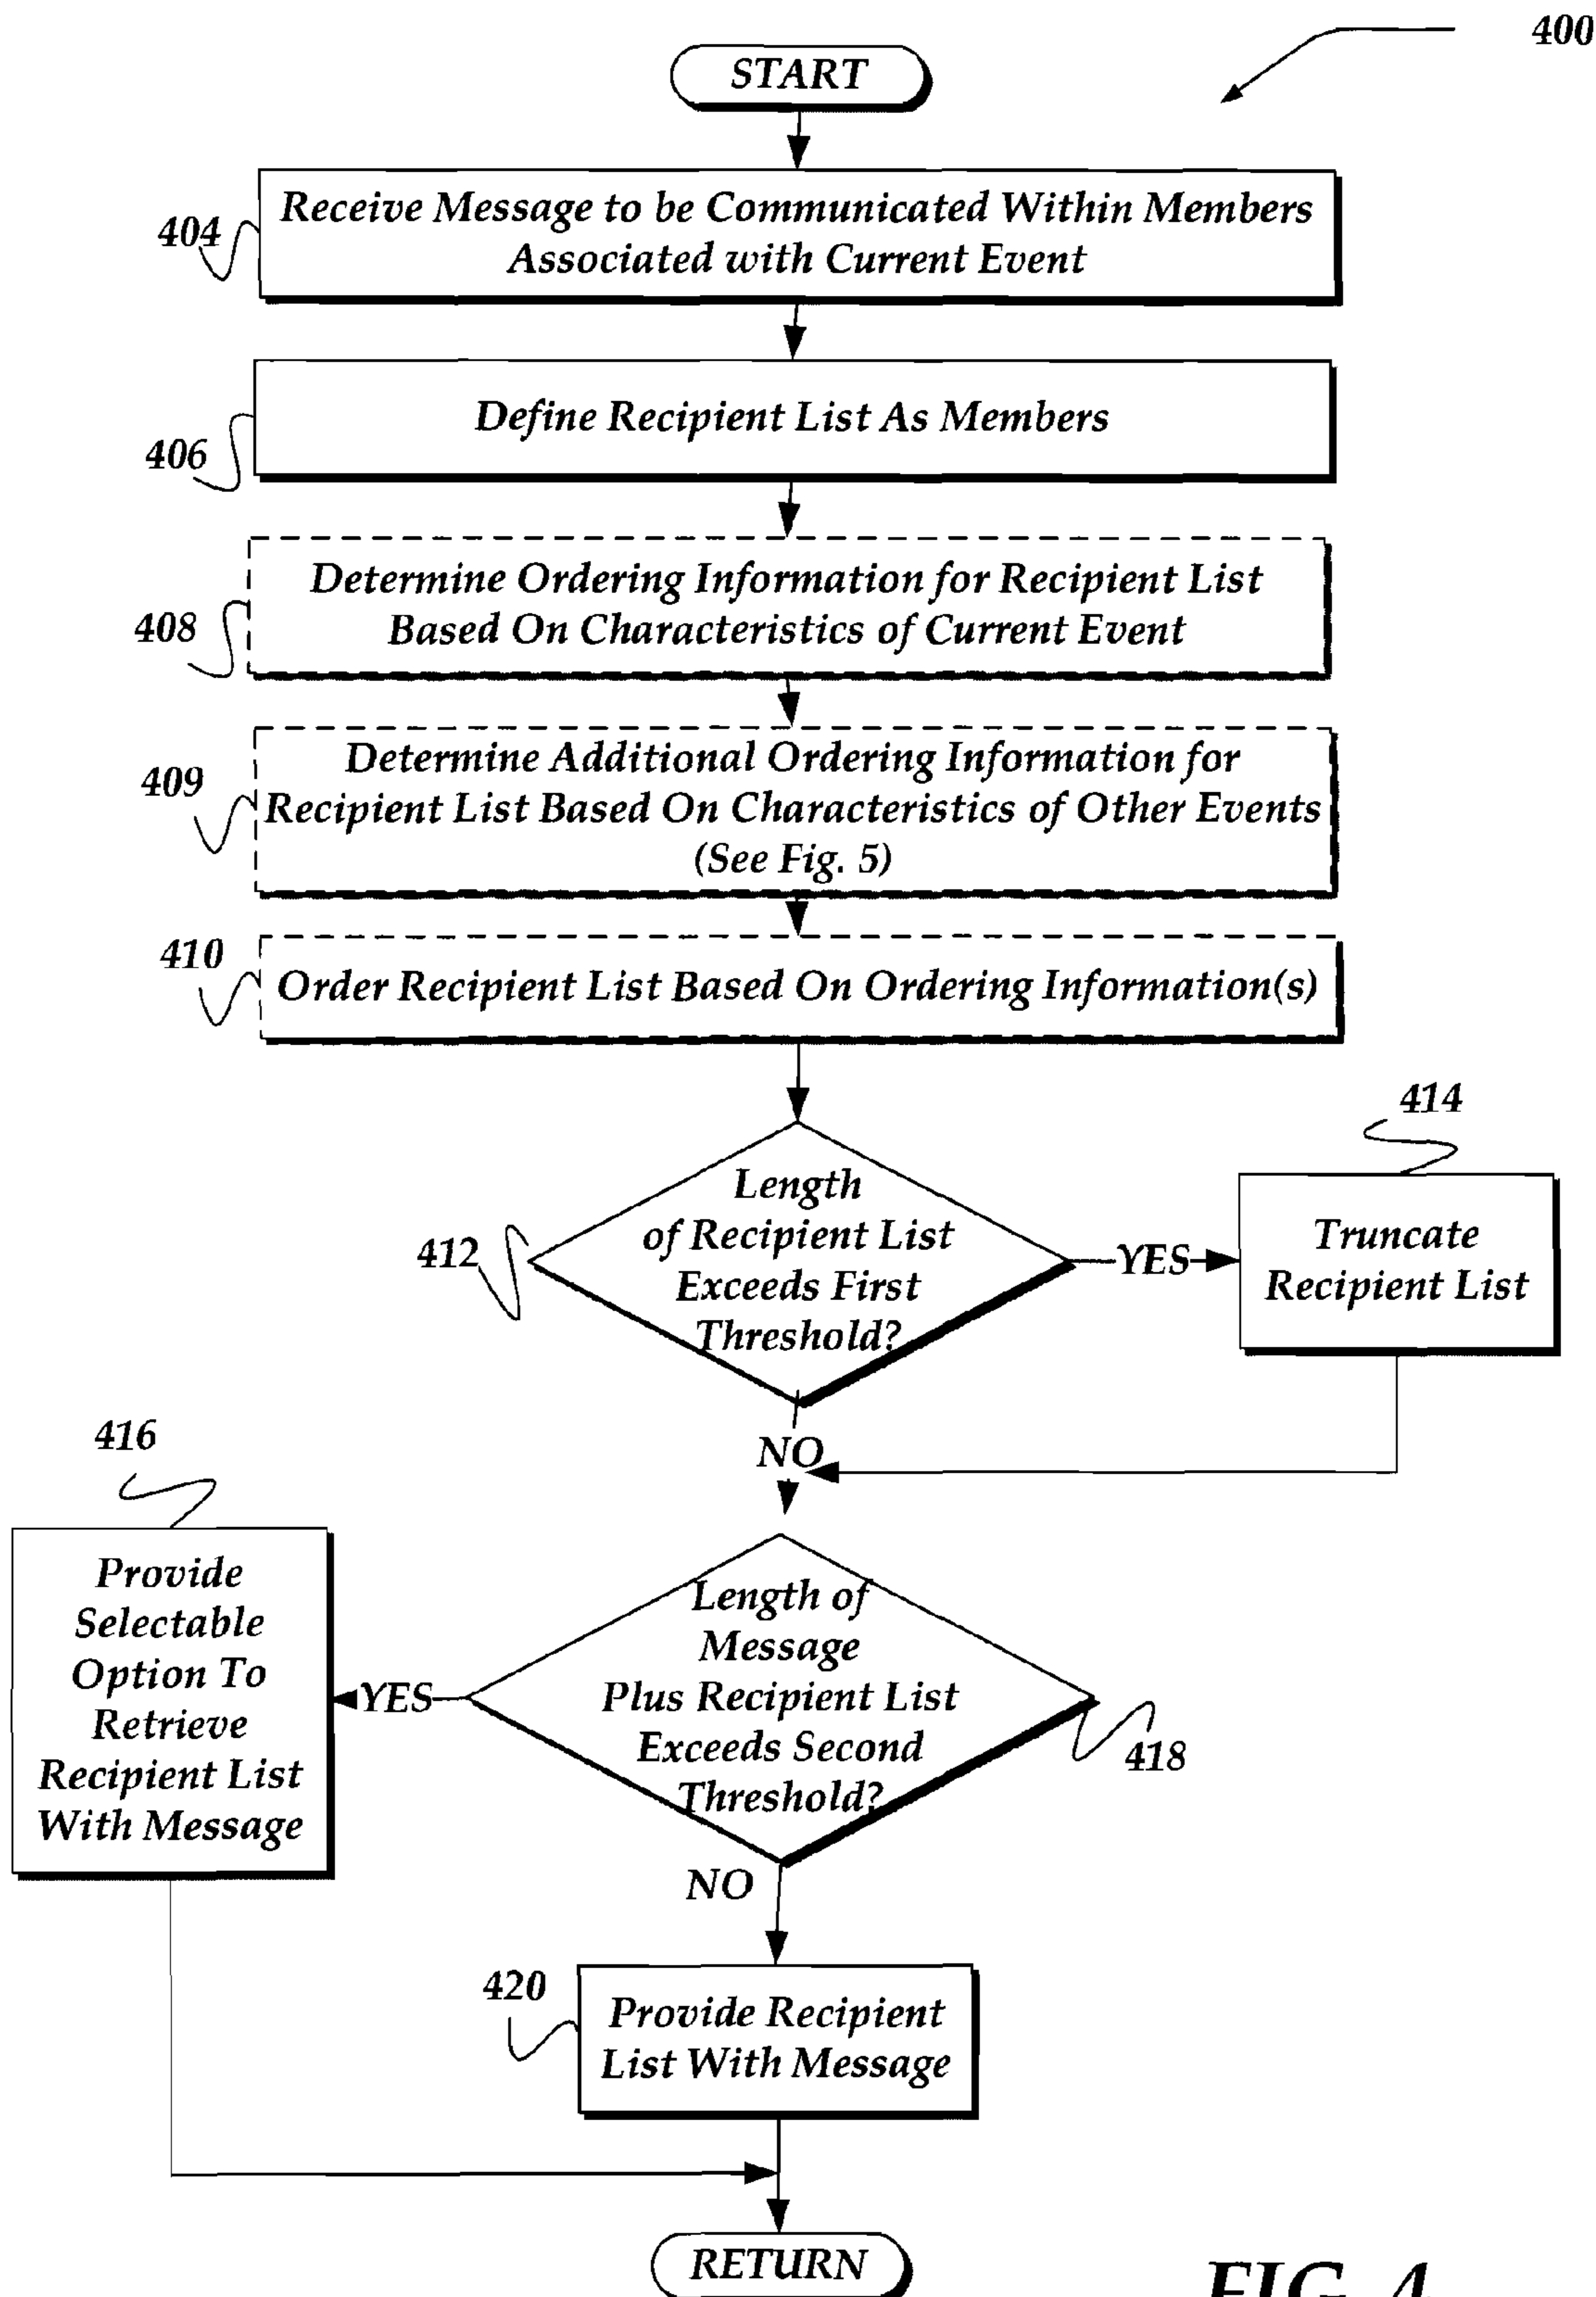 400
START
404
Receive Message to be Communicated Within Members
Associated with Current Event
406
Define Recipient List As Members
408
Determine Ordering Information for Recipient List
Based On Characteristics of Current Event
409
Determine Additional Ordering Information for
Recipient List Based On Characteristics of Other Events
(See Fig. 5)
410
Order Recipient List Based On Ordering Information(s)
412
Length
of Recipient List
Exceeds First
Threshold?
YES
414
Truncate
Recipient List
NO
416
Provide
Selectable
Option To
Retrieve
Recipient List
With Message
YES
Length of
Message
Plus Recipient List
Exceeds Second
Threshold?
418
NO
420
Provide Recipient
List With Message
RETURN
FIG. 4